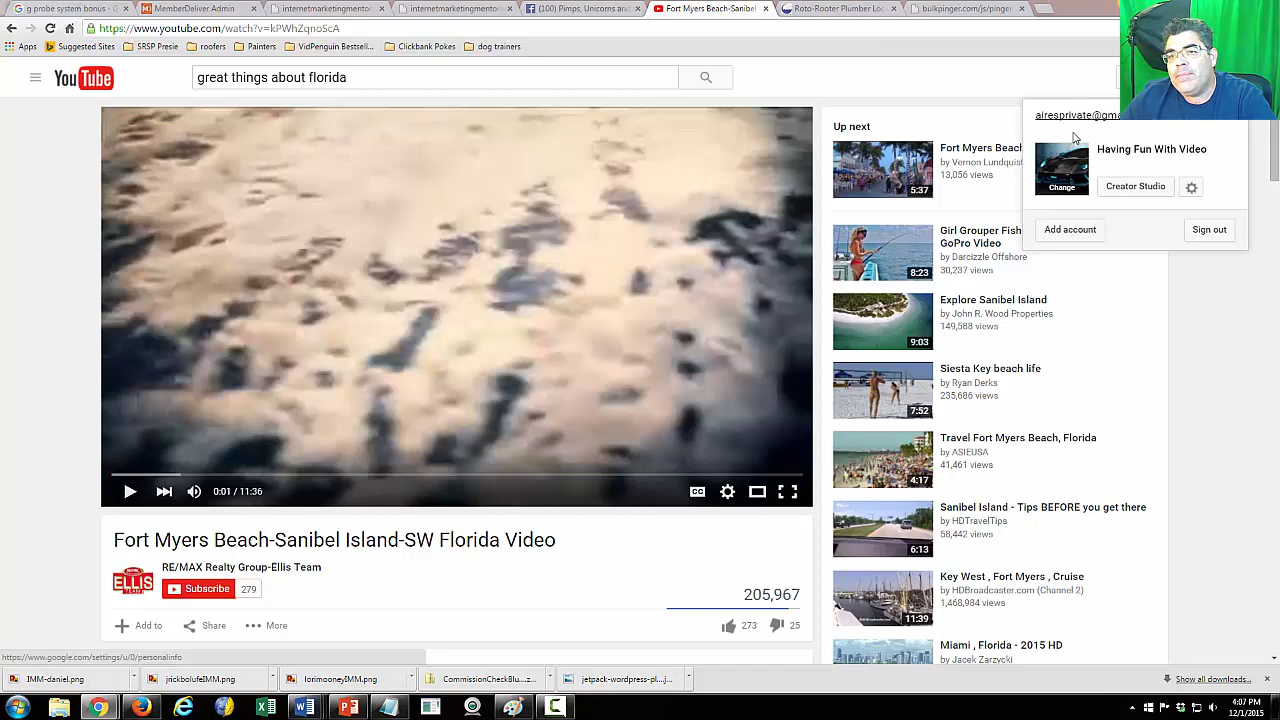 g probe system bonus - G
MemberDeliver Admin
internetmarketingmentor
internetmarketingmentor
(100) Pimps, Unicorns and
Fort Myers Beach-Sanibel
Roto-Rooter Plumber Loc
bulkpinger.com/js/pinger
https://www.youtube.com/watch?v=kPWhZqnoScA
Apps
Suggested Sites
SRSP Presie
roofers
Painters
VidPenguin Bestsell...
Clickbank Pokes
dog trainers
YouTube
great things about florida
airesprivate@gma
Having Fun With Video
Change
Creator Studio
Add account
Sign out
Up next
Fort Myers Beach
by Vernon Lundquist
13,056 views
5:37
Girl Grouper Fish
GoPro Video
by Darcizzle Offshore
30,237 views
8:23
Explore Sanibel Island
by John R. Wood Properties
149,588 views
9:03
Siesta Key beach life
by Ryan Derks
235,686 views
7:52
Travel Fort Myers Beach, Florida
by ASIEUSA
41,461 views
4:17
Sanibel Island - Tips BEFORE you get there
by HDTravelTips
58,442 views
6:13
Key West , Fort Myers , Cruise
by HDBroadcaster.com (Channel 2)
1,468,984 views
11:39
Miami , Florida - 2015 HD
by Jacek Zarzycki
0:01 / 11:36
CC
Fort Myers Beach-Sanibel Island-SW Florida Video
ELLIS
RE/MAX Realty Group-Ellis Team
Subscribe
279
205,967
Add to
Share
More
273
25
https://www.google.com/settings/u/0/personalinfo
IMM-daniel.png
jrickbolufeIMM.png
lorimooneyIMM.png
CommissionCheckBlu....
jetpack-wordpress-pl....png
Show all downloads...
4:07 PM
12/1/2015